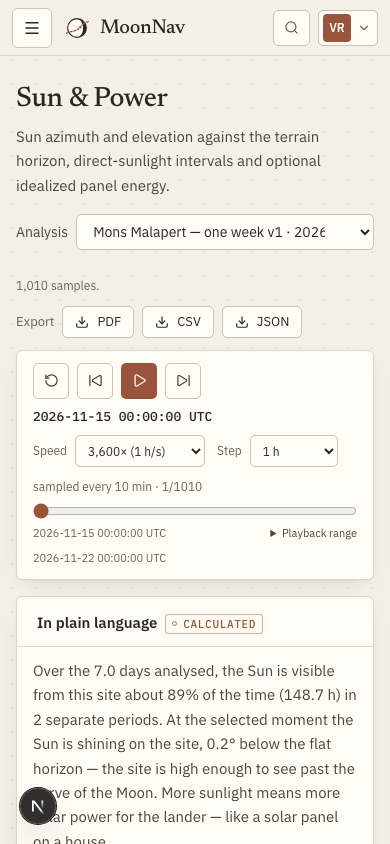 MoonNav
VR
Sun & Power
Sun azimuth and elevation against the terrain
horizon, direct-sunlight intervals and optional
idealized panel energy.
Analysis
Mons Malapert — one week v1 · 2026
1,010 samples.
Export
PDF
CSV
JSON
2026-11-15 00:00:00 UTC
Speed
3,600× (1 h/s)
Step
1 h
sampled every 10 min · 1/1010
2026-11-15 00:00:00 UTC
▶ Playback range
2026-11-22 00:00:00 UTC
In plain language
CALCULATED
Over the 7.0 days analysed, the Sun is visible
from this site about 89% of the time (148.7 h) in
2 separate periods. At the selected moment the
Sun is shining on the site, 0.2° below the flat
horizon — the site is high enough to see past the
of the Moon. More sunlight means more
power for the lander — like a solar panel
on a house.
N